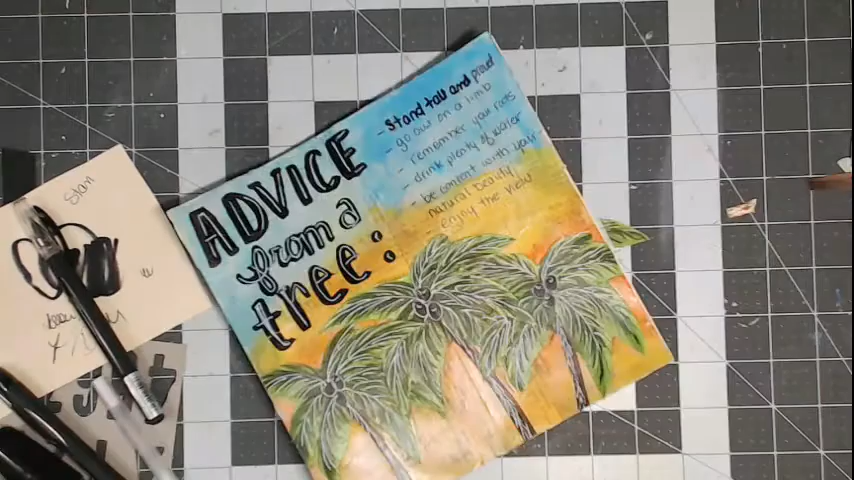 ADVICE
from a
tree:
- Stand tall and proud
- go out on a limb
- remember your roots
- drink plenty of water
- be content with your
natural beauty
- enjoy the view
Stan